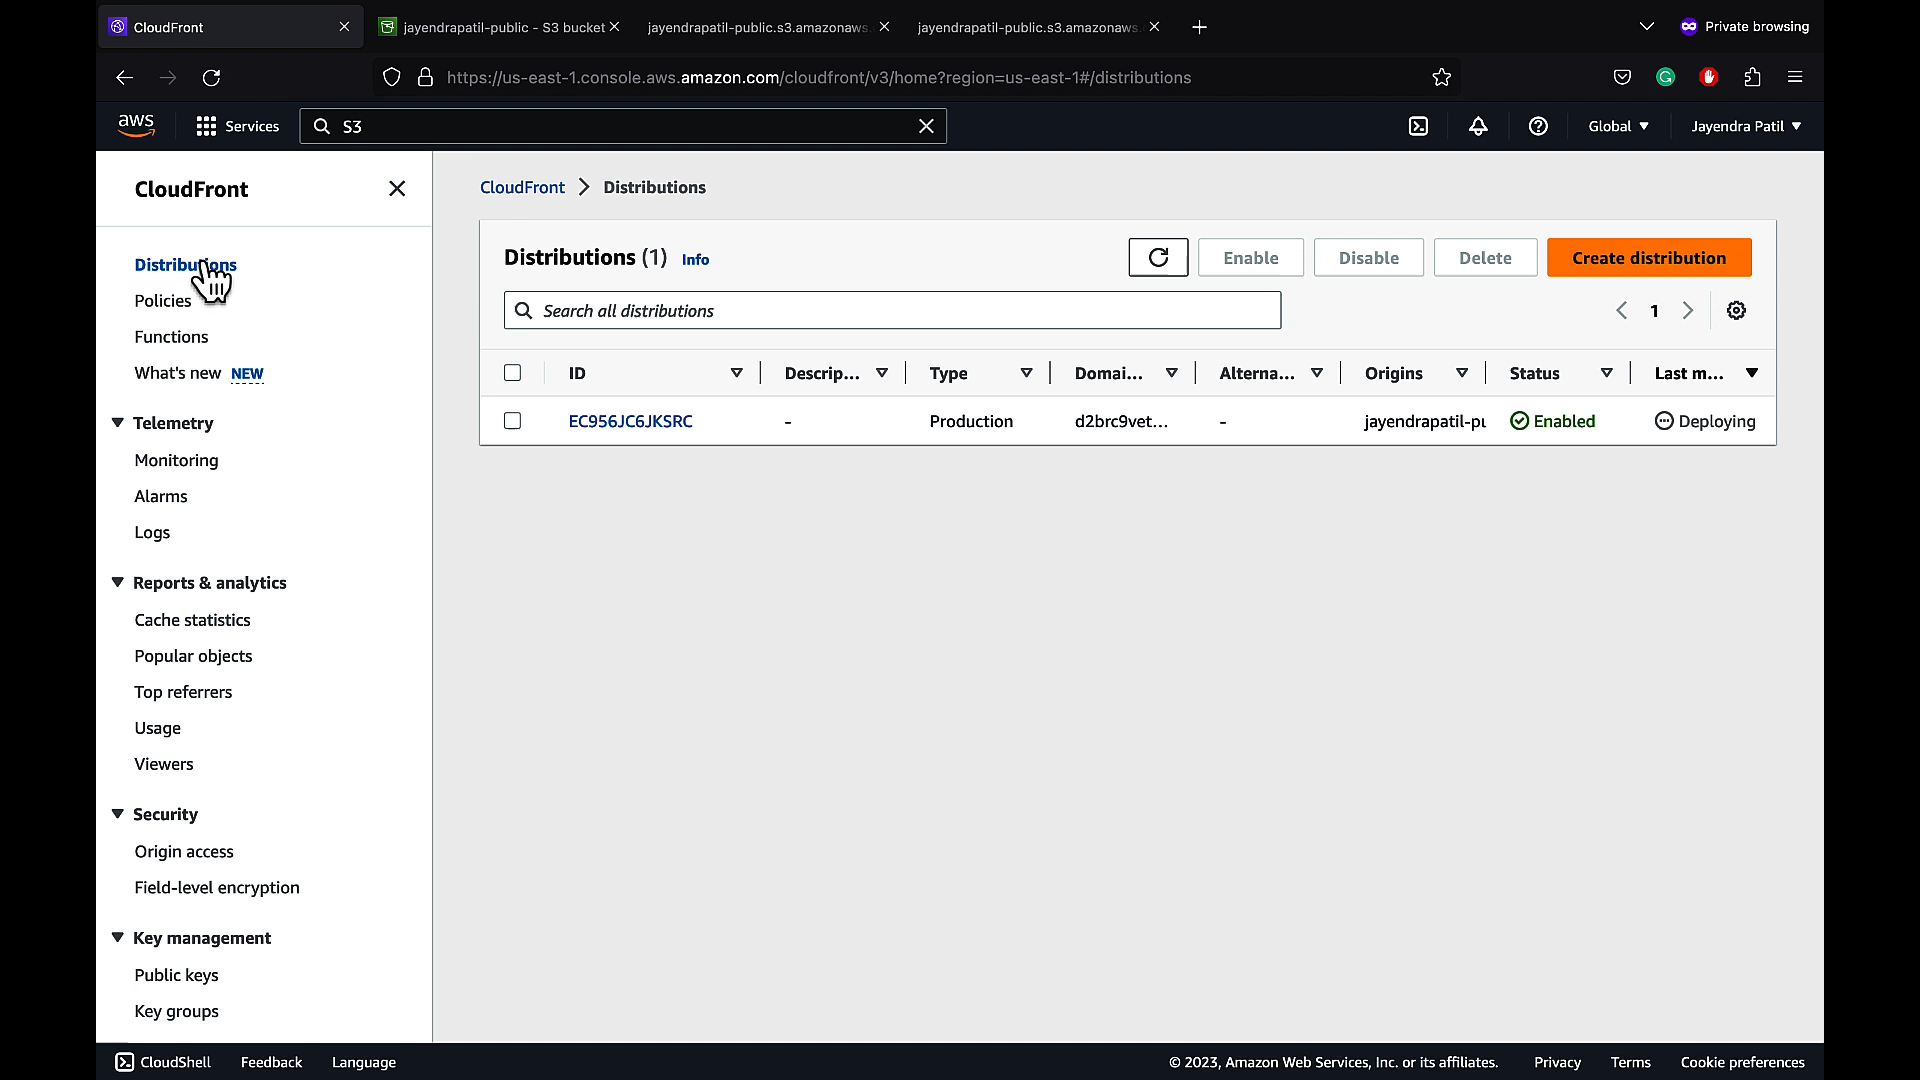 CloudFront
jayendrapatil-public - S3 bucket
jayendrapatil-public.s3.amazonaws.
jayendrapatil-public.s3.amazonaws.
Private browsing
https://us-east-1.console.aws.amazon.com/cloudfront/v3/home?region=us-east-1#/distributions
aws
Services
S3
Global
Jayendra Patil
CloudFront
Distributions
Policies
Functions
What's new NEW
Telemetry
Monitoring
Alarms
Logs
Reports & analytics
Cache statistics
Popular objects
Top referrers
Usage
Viewers
Security
Origin access
Field-level encryption
Key management
Public keys
Key groups
CloudFront > Distributions
Distributions (1) Info
Enable
Disable
Delete
Create distribution
Search all distributions
1
ID
Descrip...
Type
Domai...
Alterna...
Origins
Status
Last m...
EC956JC6JKSRC
-
Production
d2brc9vet...
-
jayendrapatil-pu
Enabled
Deploying
CloudShell
Feedback
Language
© 2023, Amazon Web Services, Inc. or its affiliates.
Privacy
Terms
Cookie preferences